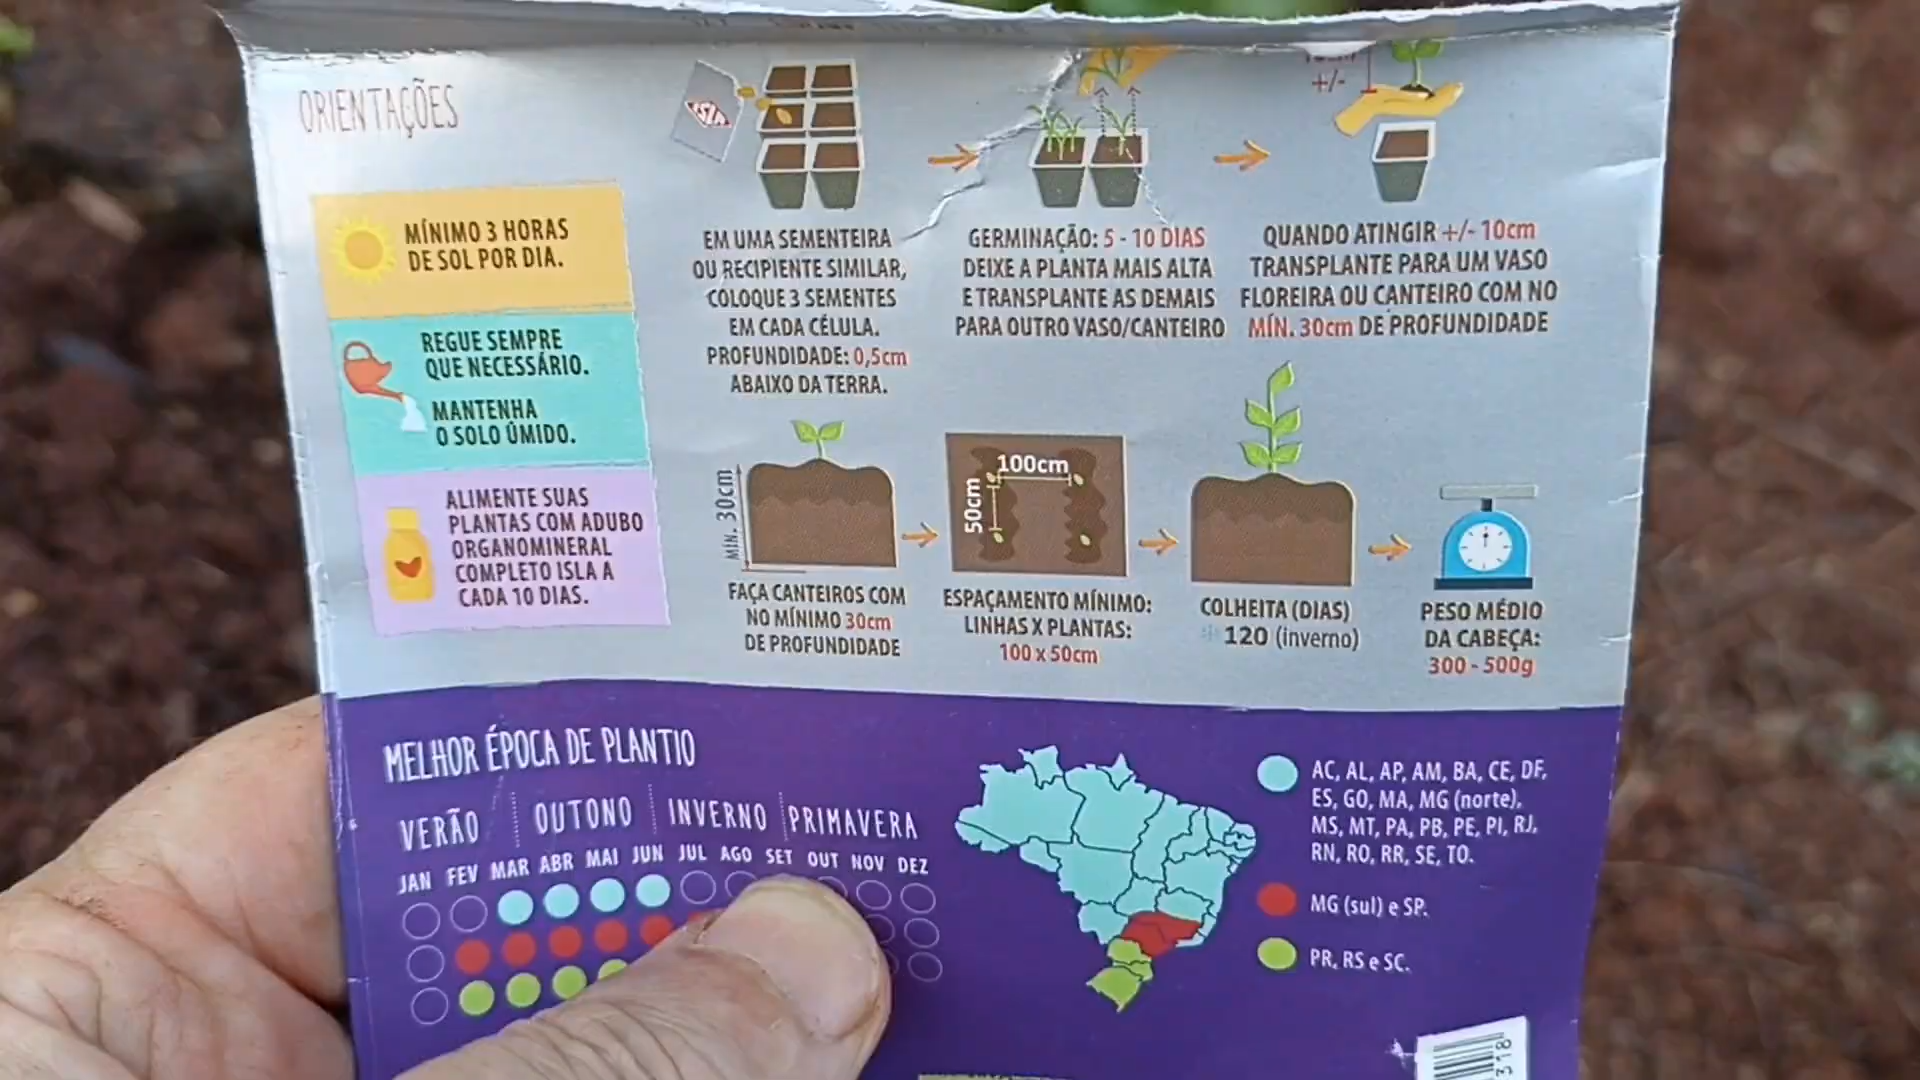 ORIENTAÇÕES
MÍNIMO 3 HORAS
DE SOL POR DIA.
REGUE SEMPRE
QUE NECESSÁRIO.
MANTENHA
O SOLO ÚMIDO.
ALIMENTE SUAS
PLANTAS COM ADUBO
ORGANOMINERAL
COMPLETO ISLA A
CADA 10 DIAS.
EM UMA SEMENTEIRA
OU RECIPIENTE SIMILAR,
COLOQUE 3 SEMENTES
EM CADA CÉLULA.
PROFUNDIDADE: 0,5cm
ABAIXO DA TERRA.
GERMINAÇÃO: 5 - 10 DIAS
DEIXE A PLANTA MAIS ALTA
E TRANSPLANTE AS DEMAIS
PARA OUTRO VASO/CANTEIRO
+/-
QUANDO ATINGIR +/- 10cm
TRANSPLANTE PARA UM VASO
FLOREIRA OU CANTEIRO COM NO
MÍN. 30cm DE PROFUNDIDADE
MÍN. 30cm
FAÇA CANTEIROS COM
NO MÍNIMO 30cm
DE PROFUNDIDADE
100cm
50cm
ESPAÇAMENTO MÍNIMO:
LINHAS X PLANTAS:
100 x 50cm
COLHEITA (DIAS)
120 (inverno)
PESO MÉDIO
DA CABEÇA:
300 - 500g
MELHOR ÉPOCA DE PLANTIO
VERÃO OUTONO INVERNO PRIMAVERA
JAN FEV MAR ABR MAI JUN JUL AGO SET OUT NOV DEZ
AC, AL, AP, AM, BA, CE, DF,
ES, GO, MA, MG (norte),
MS, MT, PA, PB, PE, PI, RJ,
RN, RO, RR, SE, TO.
MG (sul) e SP.
PR, RS e SC.
318